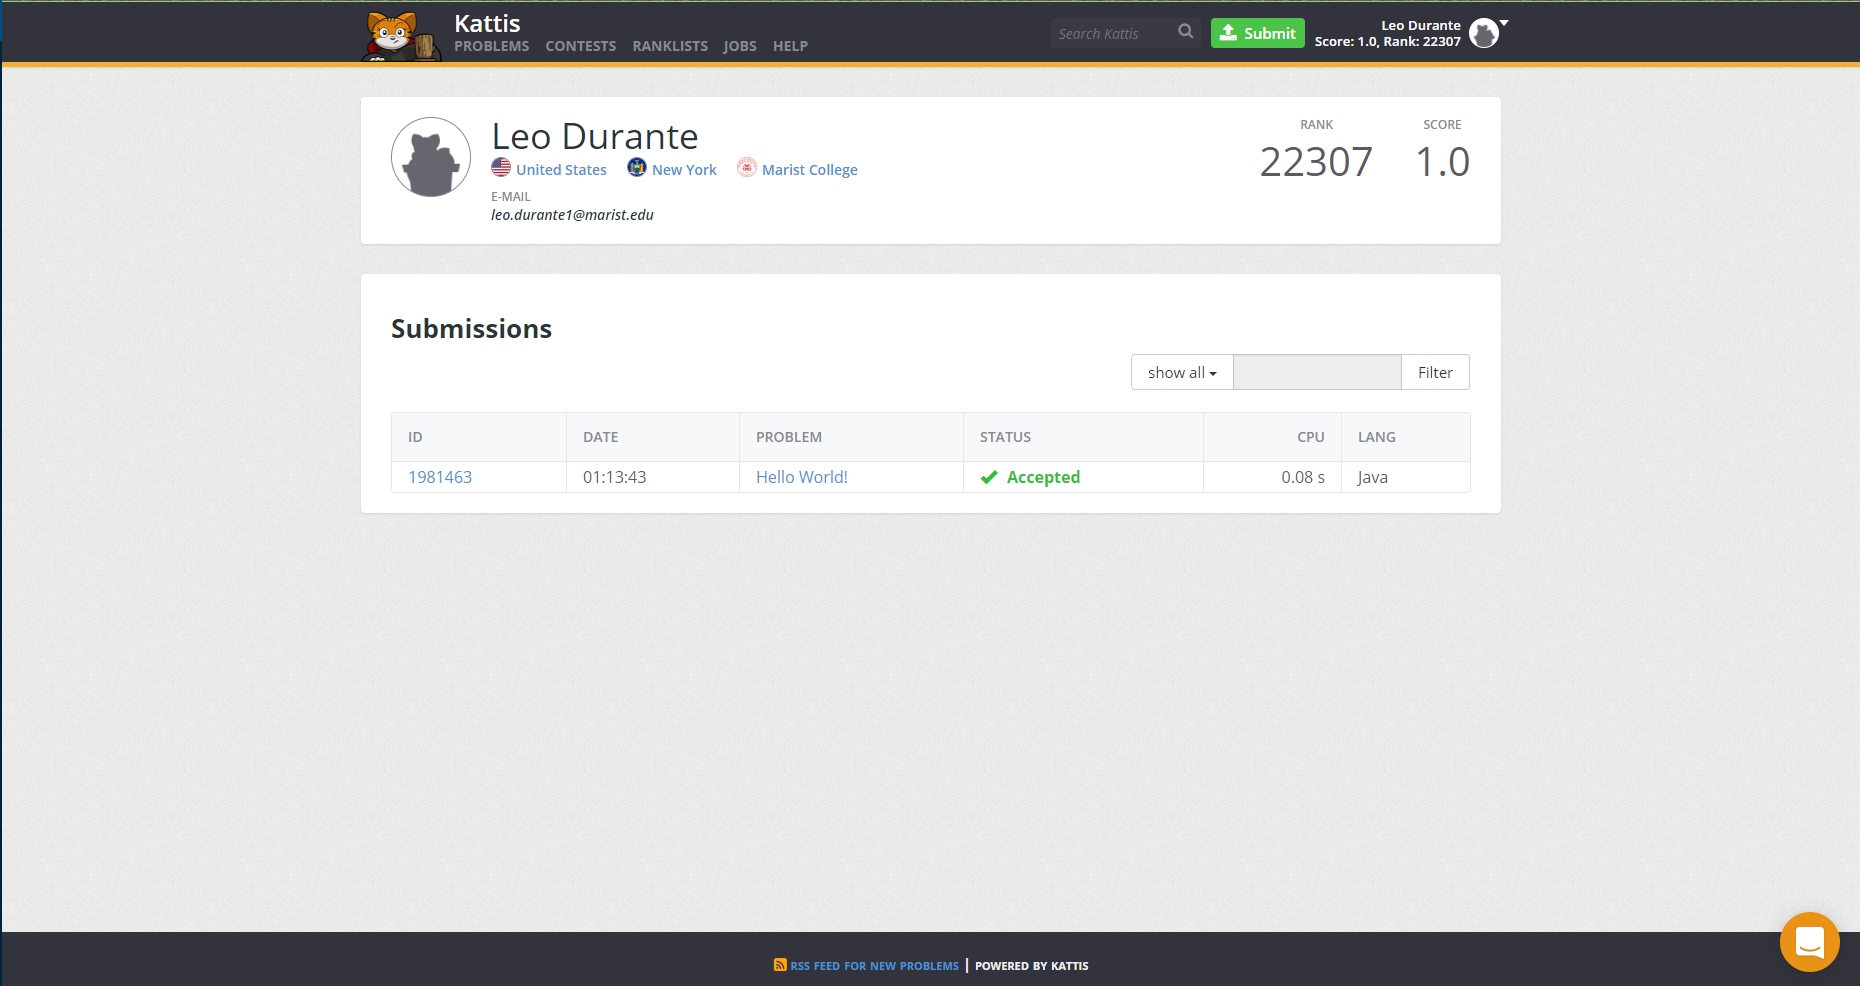 Kattis
PROBLEMS CONTESTS RANKLISTS JOBS HELP
Search Kattis
Submit
Leo Durante
Score: 1.0, Rank: 22307
Leo Durante
United States New York Marist College
E-MAIL
leo.durante1@marist.edu
RANK
22307
SCORE
1.0
Submissions
show all Filter
ID DATE PROBLEM STATUS CPU LANG
1981463 01:13:43 Hello World! Accepted 0.08 s Java
RSS FEED FOR NEW PROBLEMS | POWERED BY KATTIS